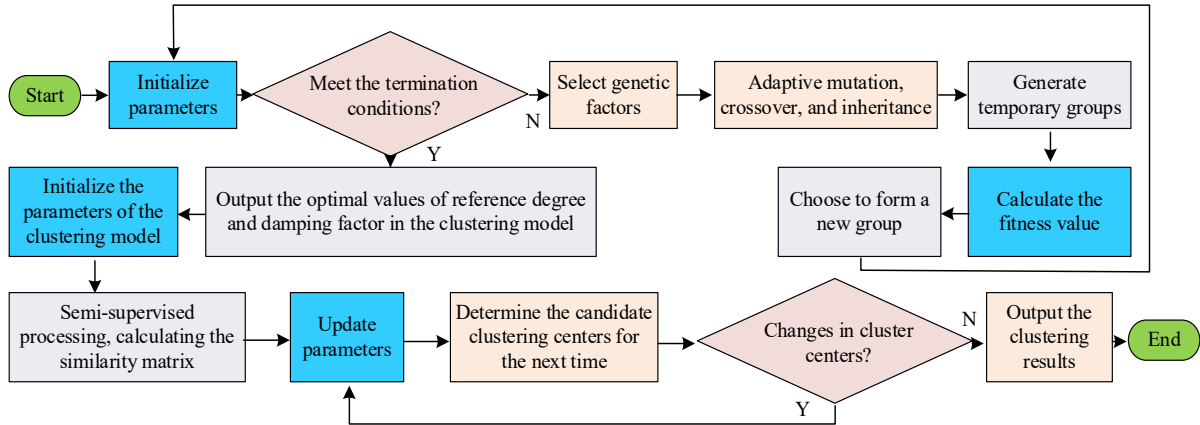 Start
Initialize
parameters
Meet the termination
conditions?
N
Select genetic
factors
Adaptive mutation,
crossover, and inheritance
Generate
temporary groups
Y
Initialize the
parameters of the
clustering model
Output the optimal values of reference degree
and damping factor in the clustering model
Choose to form a
new group
Calculate the
fitness value
Semi-supervised
processing, calculating the
similarity matrix
Update
parameters
Determine the candidate
clustering centers for
the next time
Changes in cluster
centers?
N
Output the
clustering
results
End
Y